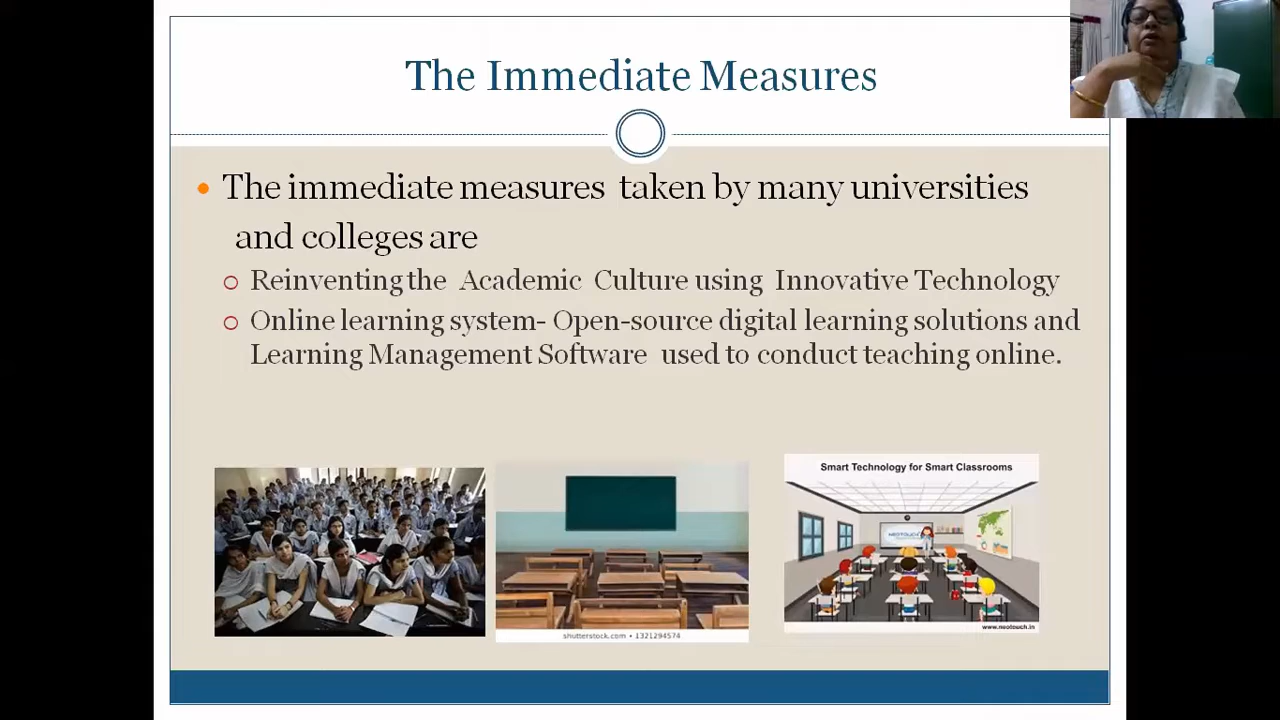 The Immediate Measures
The immediate measures taken by many universities
and colleges are
Reinventing the Academic Culture using Innovative Technology
Online learning system- Open-source digital learning solutions and
Learning Management Software used to conduct teaching online.
Smart Technology for Smart Classrooms
NEOTOUCH
shutterstock.com • 1321294574
www.neotouch.in